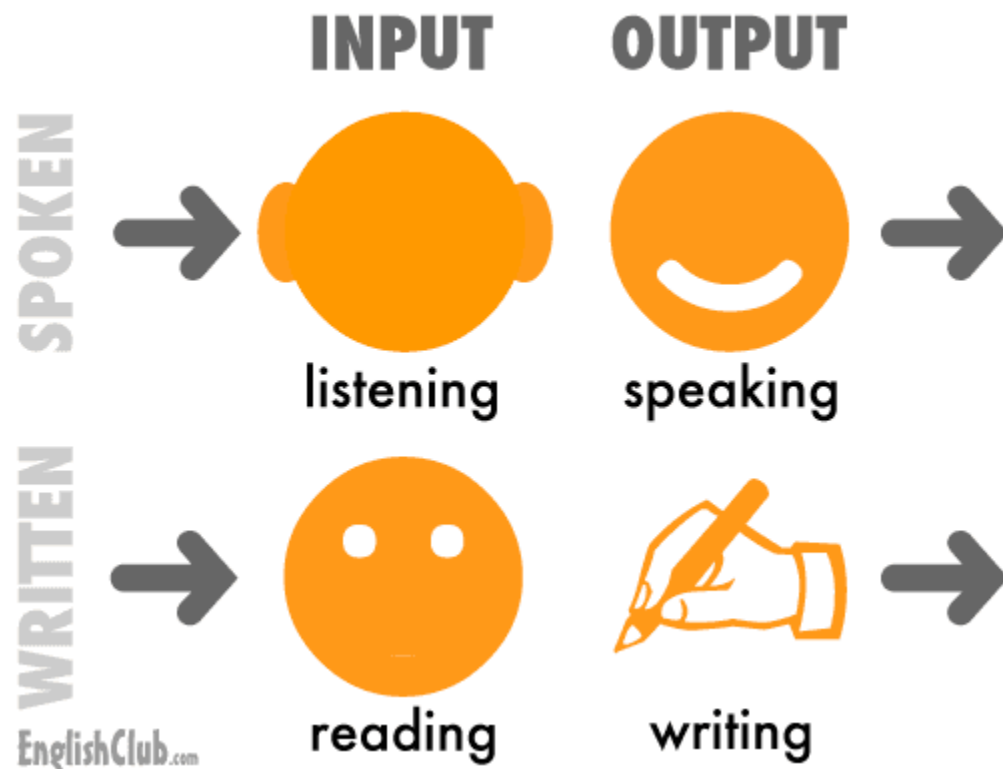 INPUT OUTPUT
SPOKEN
listening speaking
WRITTEN
reading writing
EnglishClub.com